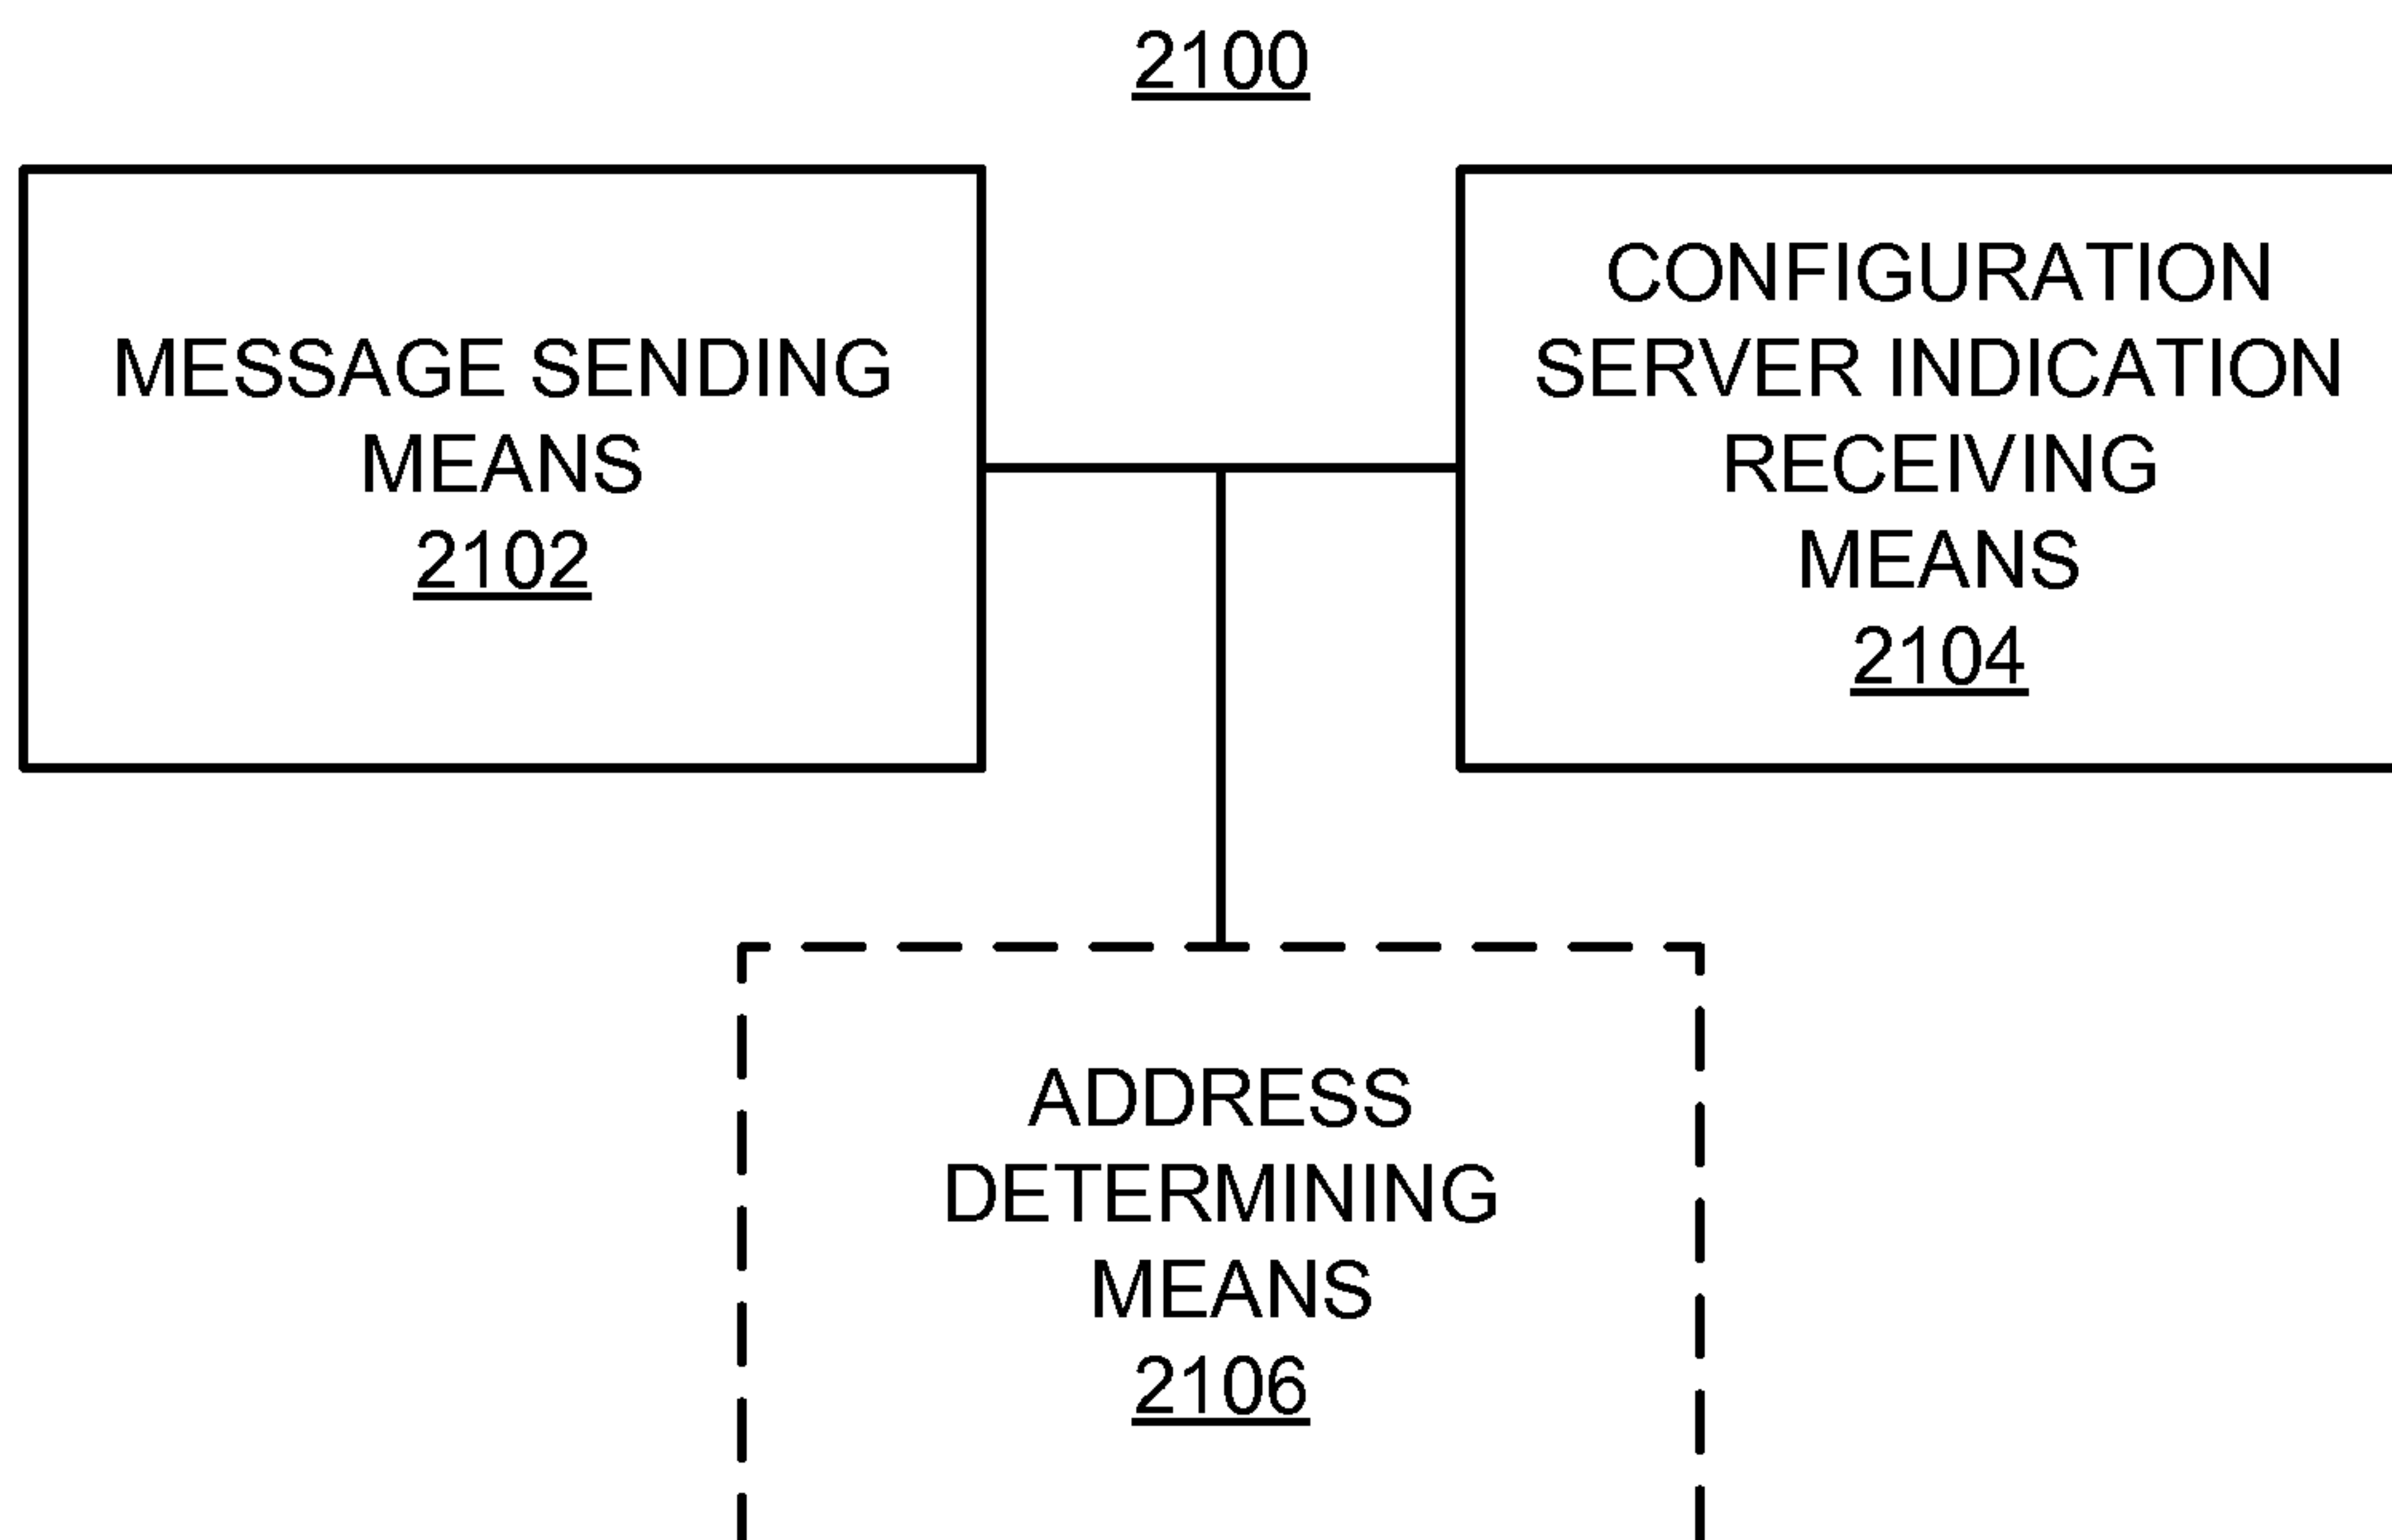 2100
MESSAGE SENDING
MEANS
2102
CONFIGURATION
SERVER INDICATION
RECEIVING
MEANS
2104
ADDRESS
DETERMINING
MEANS
2106